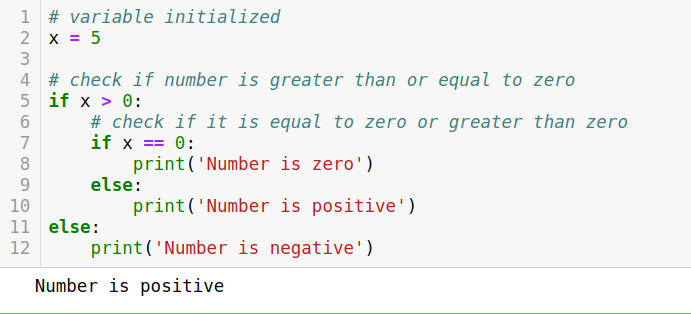 1 # variable initialized
2 x = 5
3
4 # check if number is greater than or equal to zero
5 if x > 0:
6     # check if it is equal to zero or greater than zero
7     if x == 0:
8         print('Number is zero')
9     else:
10         print('Number is positive')
11 else:
12     print('Number is negative')
Number is positive